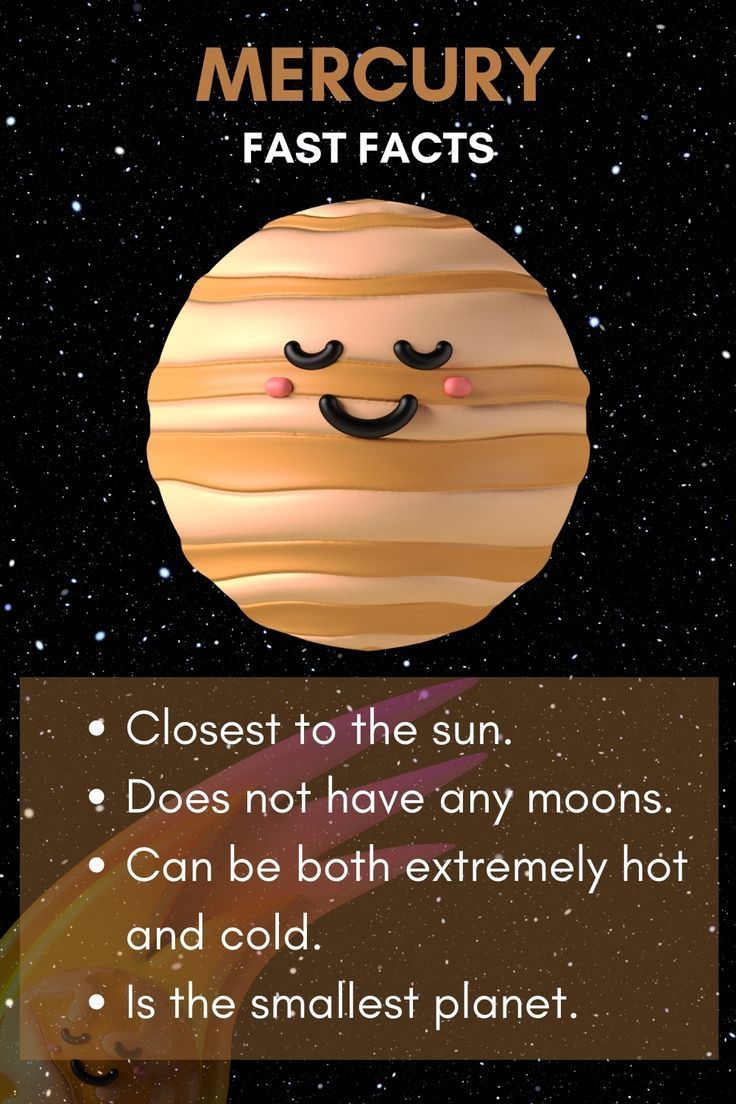 MERCURY
FAST FACTS
• Closest to the sun.
• Does not have any moons.
• Can be both extremely hot
and cold.
• Is the smallest planet.